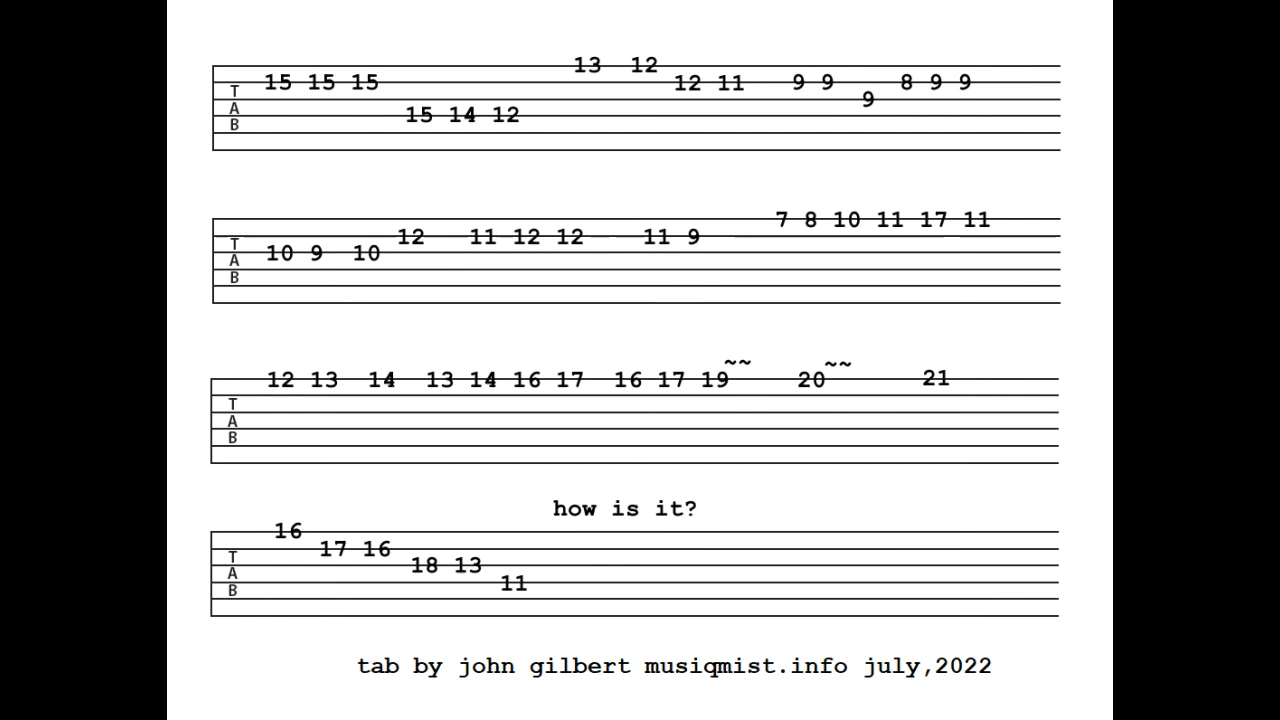 13 12
15 15 15 12 11 9 9 8 9 9
9
15 14 12
T
A
B
7 8 10 11 17 11
12 11 12 12 11 9
10 9 10
T
A
B
~~ ~~
12 13 14 13 14 16 17 16 17 19 20 21
T
A
B
how is it?
16
17 16
18 13
11
T
A
B
tab by john gilbert musiqmist.info july,2022